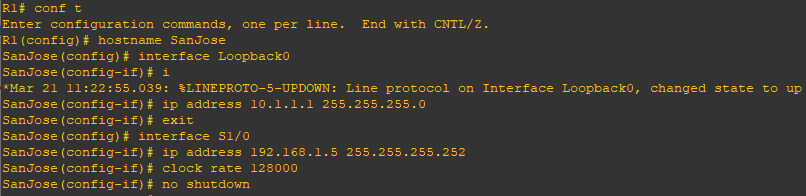 R1# conf t
Enter configuration commands, one per line.  End with CNTL/Z.
R1(config)# hostname SanJose
SanJose(config)# interface Loopback0
SanJose(config-if)# i
*Mar 21 11:22:55.039: %LINEPROTO-5-UPDOWN: Line protocol on Interface Loopback0, changed state to up
SanJose(config-if)# ip address 10.1.1.1 255.255.255.0
SanJose(config-if)# exit
SanJose(config)# interface S1/0
SanJose(config-if)# ip address 192.168.1.5 255.255.255.252
SanJose(config-if)# clock rate 128000
SanJose(config-if)# no shutdown